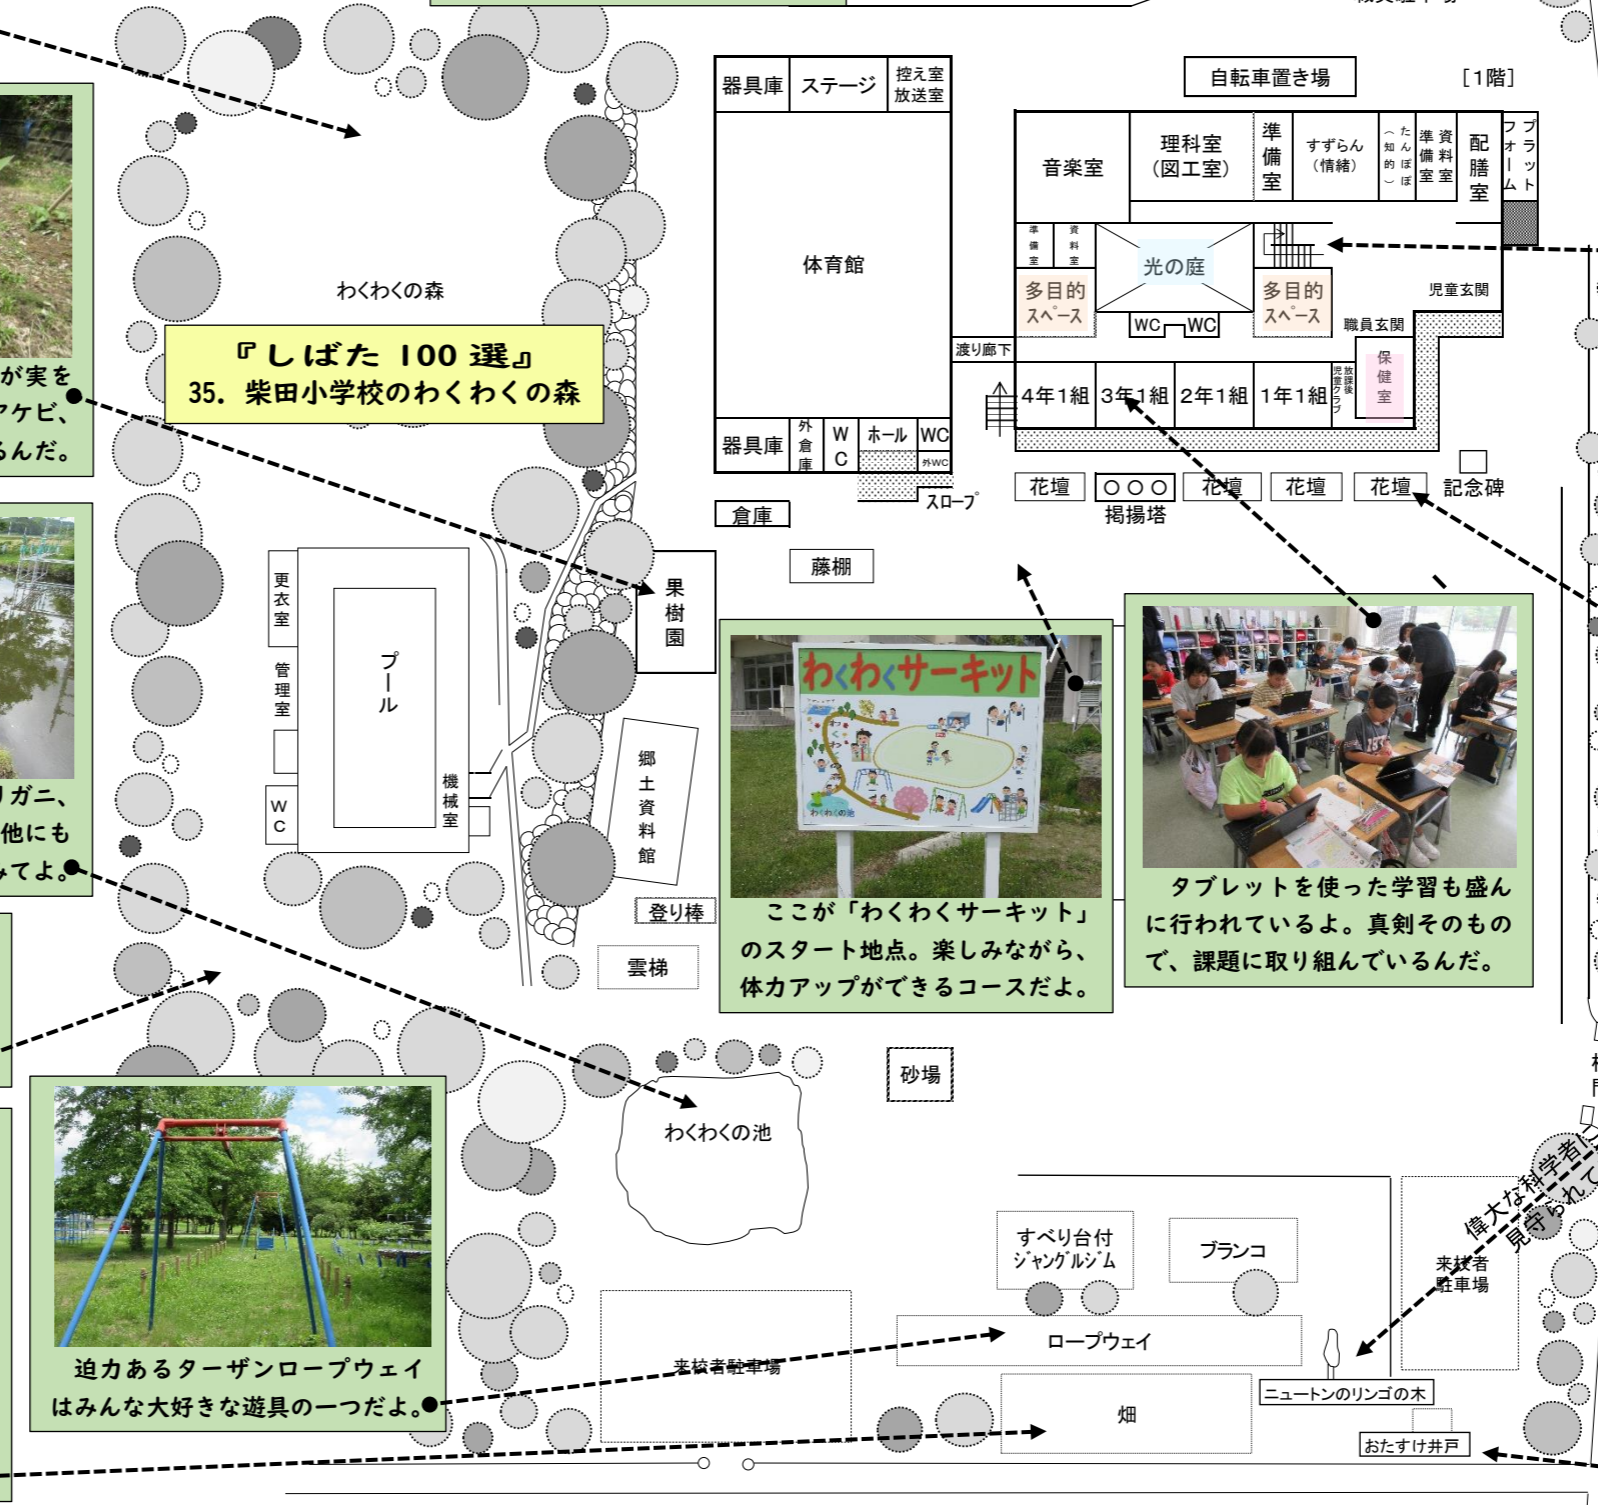 自転車置き場
[1階]
器具庫
ステージ
控え室
放送室
体育館
器具庫
外倉庫
WC
ホール
WC
外WC
スロープ
倉庫
渡り廊下
音楽室
理科室
(図工室)
準備室
すずらん
(情緒)
たんぽぽ
(知的)
資料室
準備室
配膳室
プラット
フォーム
準備室
資料室
光の庭
多目的
スペース
多目的
スペース
WC
WC
児童玄関
職員玄関
保健室
4年1組
3年1組
2年1組
1年1組
放課後
児童クラブ
花壇
掲揚塔
花壇
花壇
花壇
記念碑
藤棚
わくわくの森
『しばた 100 選』
35. 柴田小学校のわくわくの森
が実を
アケビ、
るんだ。
更衣室
管理室
WC
プール
機械室
果樹園
郷土資料館
登り棒
雲梯
リガニ、
他にも
みてよ。
わくわくサーキット
わくわくの池
ここが「わくわくサーキット」
のスタート地点。楽しみながら、
体力アップができるコースだよ。
タブレットを使った学習も盛ん
に行われているよ。真剣そのもの
で、課題に取り組んでいるんだ。
わくわくの池
砂場
迫力あるターザンロープウェイ
はみんな大好きな遊具の一つだよ。
来校者駐車場
すべり台付
ジャングルジム
ブランコ
ロープウェイ
畑
ニュートンのリンゴの木
おたすけ井戸
来校者
駐車場
偉大な科学者に
見守られて